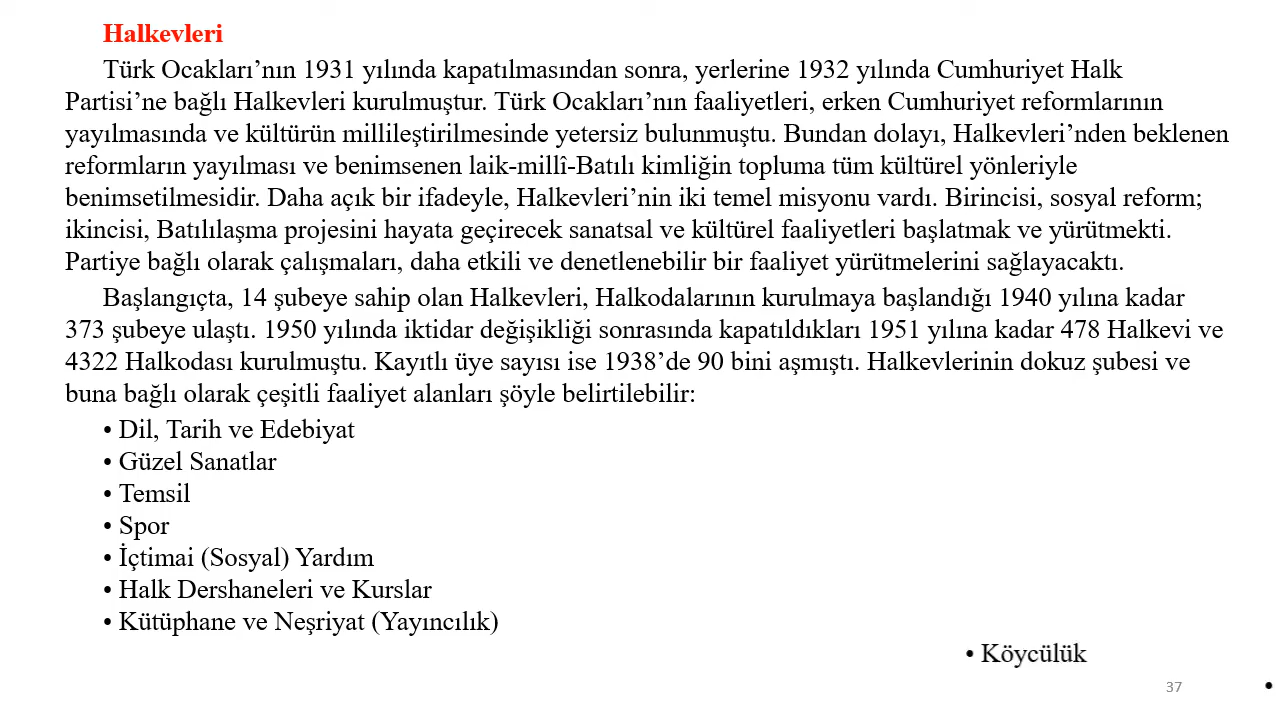 Halkevleri
Türk Ocakları’nın 1931 yılında kapatılmasından sonra, yerlerine 1932 yılında Cumhuriyet Halk
Partisi’ne bağlı Halkevleri kurulmuştur. Türk Ocakları’nın faaliyetleri, erken Cumhuriyet reformlarının
yayılmasında ve kültürün millileştirilmesinde yetersiz bulunmuştu. Bundan dolayı, Halkevleri’nden beklenen
reformların yayılması ve benimsenen laik-millî-Batılı kimliğin topluma tüm kültürel yönleriyle
benimsetilmesidir. Daha açık bir ifadeyle, Halkevleri’nin iki temel misyonu vardı. Birincisi, sosyal reform;
ikincisi, Batılılaşma projesini hayata geçirecek sanatsal ve kültürel faaliyetleri başlatmak ve yürütmekti.
Partiye bağlı olarak çalışmaları, daha etkili ve denetlenebilir bir faaliyet yürütmelerini sağlayacaktı.
Başlangıçta, 14 şubeye sahip olan Halkevleri, Halkodalarının kurulmaya başlandığı 1940 yılına kadar
373 şubeye ulaştı. 1950 yılında iktidar değişikliği sonrasında kapatıldıkları 1951 yılına kadar 478 Halkevi ve
4322 Halkodası kurulmuştu. Kayıtlı üye sayısı ise 1938’de 90 bini aşmıştı. Halkevlerinin dokuz şubesi ve
buna bağlı olarak çeşitli faaliyet alanları şöyle belirtilebilir:
• Dil, Tarih ve Edebiyat
• Güzel Sanatlar
• Temsil
• Spor
• İçtimai (Sosyal) Yardım
• Halk Dershaneleri ve Kurslar
• Kütüphane ve Neşriyat (Yayıncılık)
• Köycülük
37
•